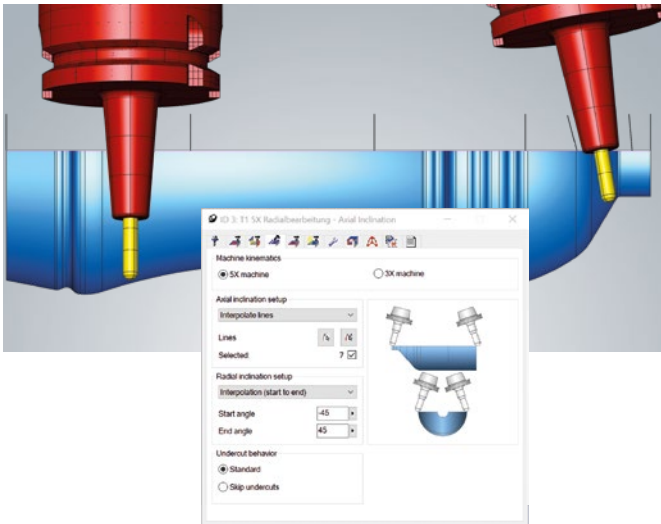 ID 3: T1 5X Radialbearbeitung - Axial Inclination
Machine kinematics
5X machine
3X machine
Axial inclination setup
Interpolate lines
Lines
Selected: 7
Radial inclination setup
Interpolation (start to end)
Start angle -45
End angle 45
Undercut behavior
Standard
Skip undercuts